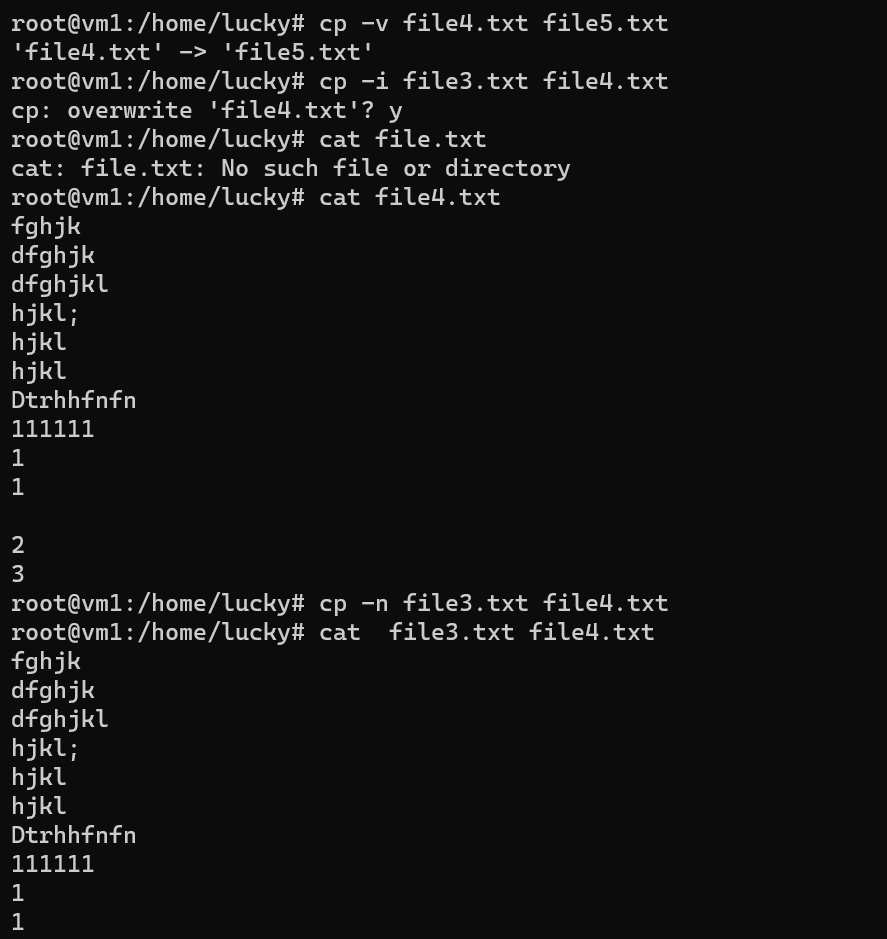 root@vm1:/home/lucky# cp -v file4.txt file5.txt
'file4.txt' -> 'file5.txt'
root@vm1:/home/lucky# cp -i file3.txt file4.txt
cp: overwrite 'file4.txt'? y
root@vm1:/home/lucky# cat file.txt
cat: file.txt: No such file or directory
root@vm1:/home/lucky# cat file4.txt
fghjk
dfghjk
dfghjkl
hjkl;
hjkl
hjkl
Dtrhhfnfn
111111
1
1

2
3
root@vm1:/home/lucky# cp -n file3.txt file4.txt
root@vm1:/home/lucky# cat  file3.txt file4.txt
fghjk
dfghjk
dfghjkl
hjkl;
hjkl
hjkl
Dtrhhfnfn
111111
1
1